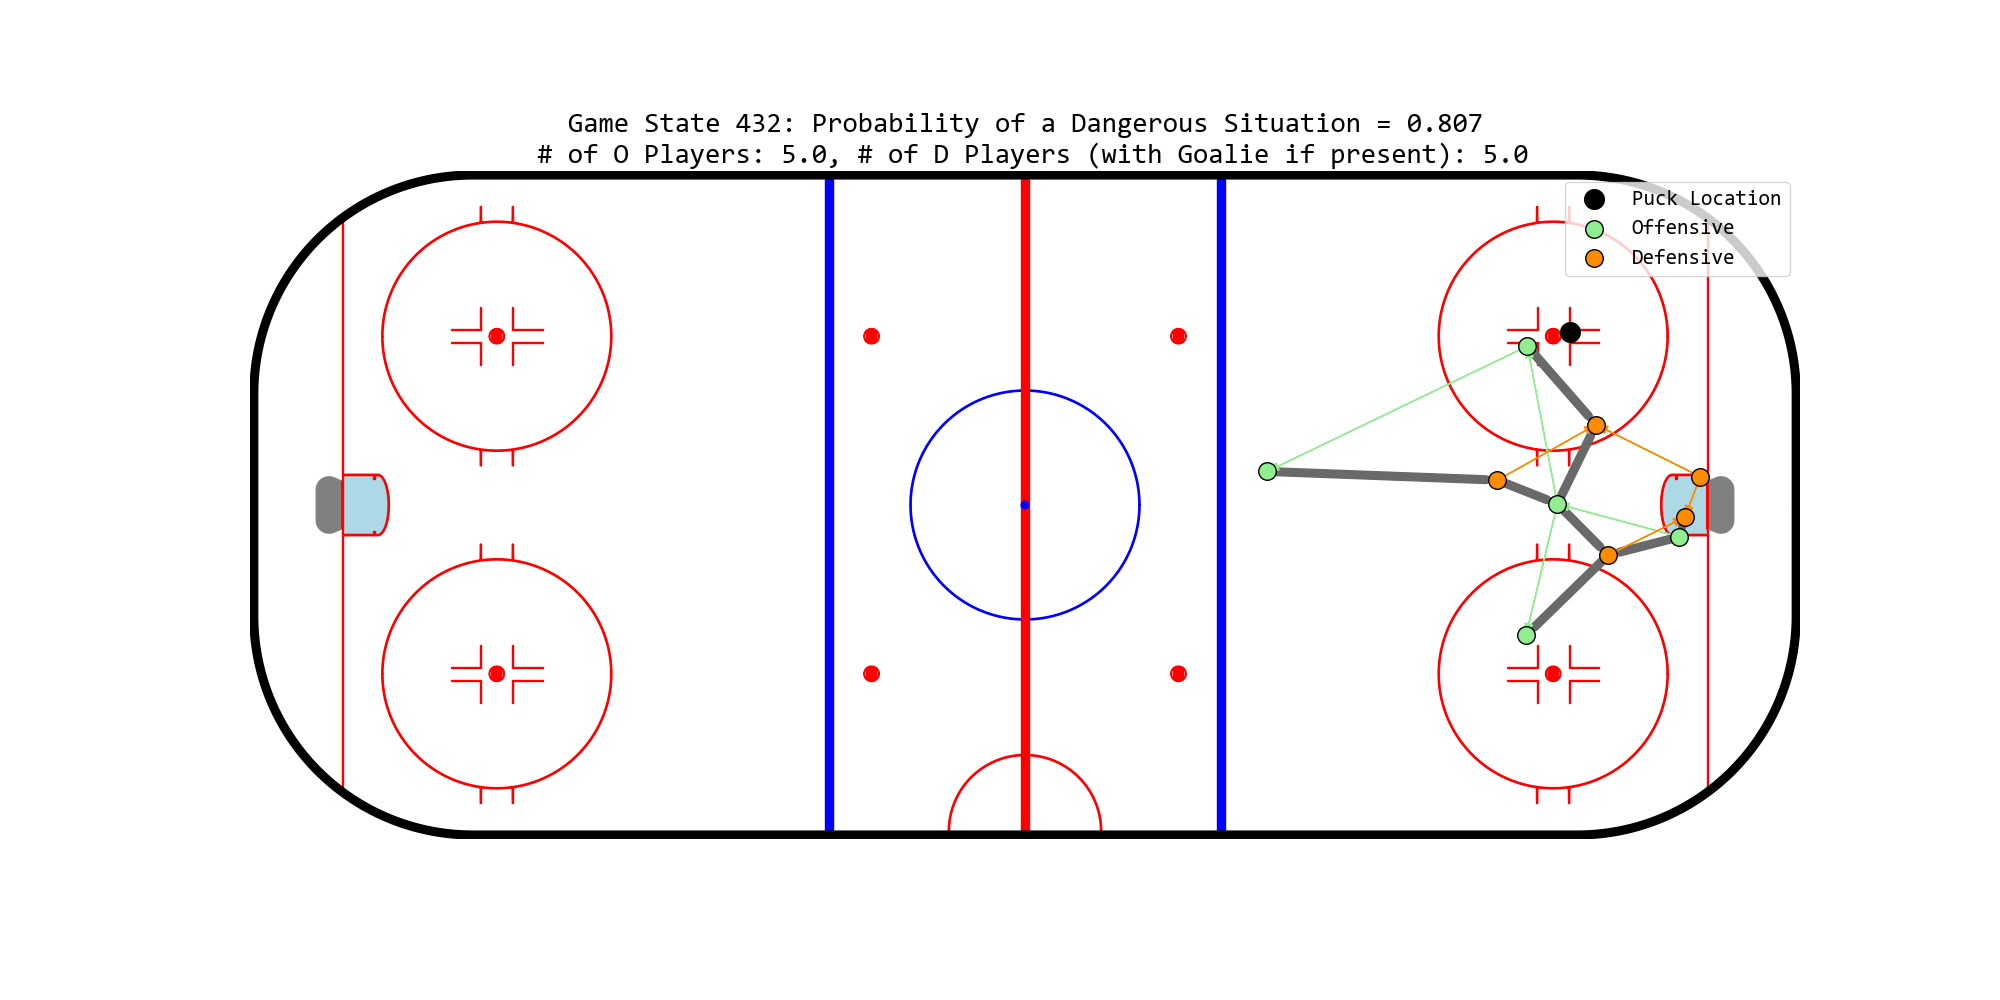 Game State 432: Probability of a Dangerous Situation = 0.807
# of O Players: 5.0, # of D Players (with Goalie if present): 5.0
Puck Location
Offensive
Defensive